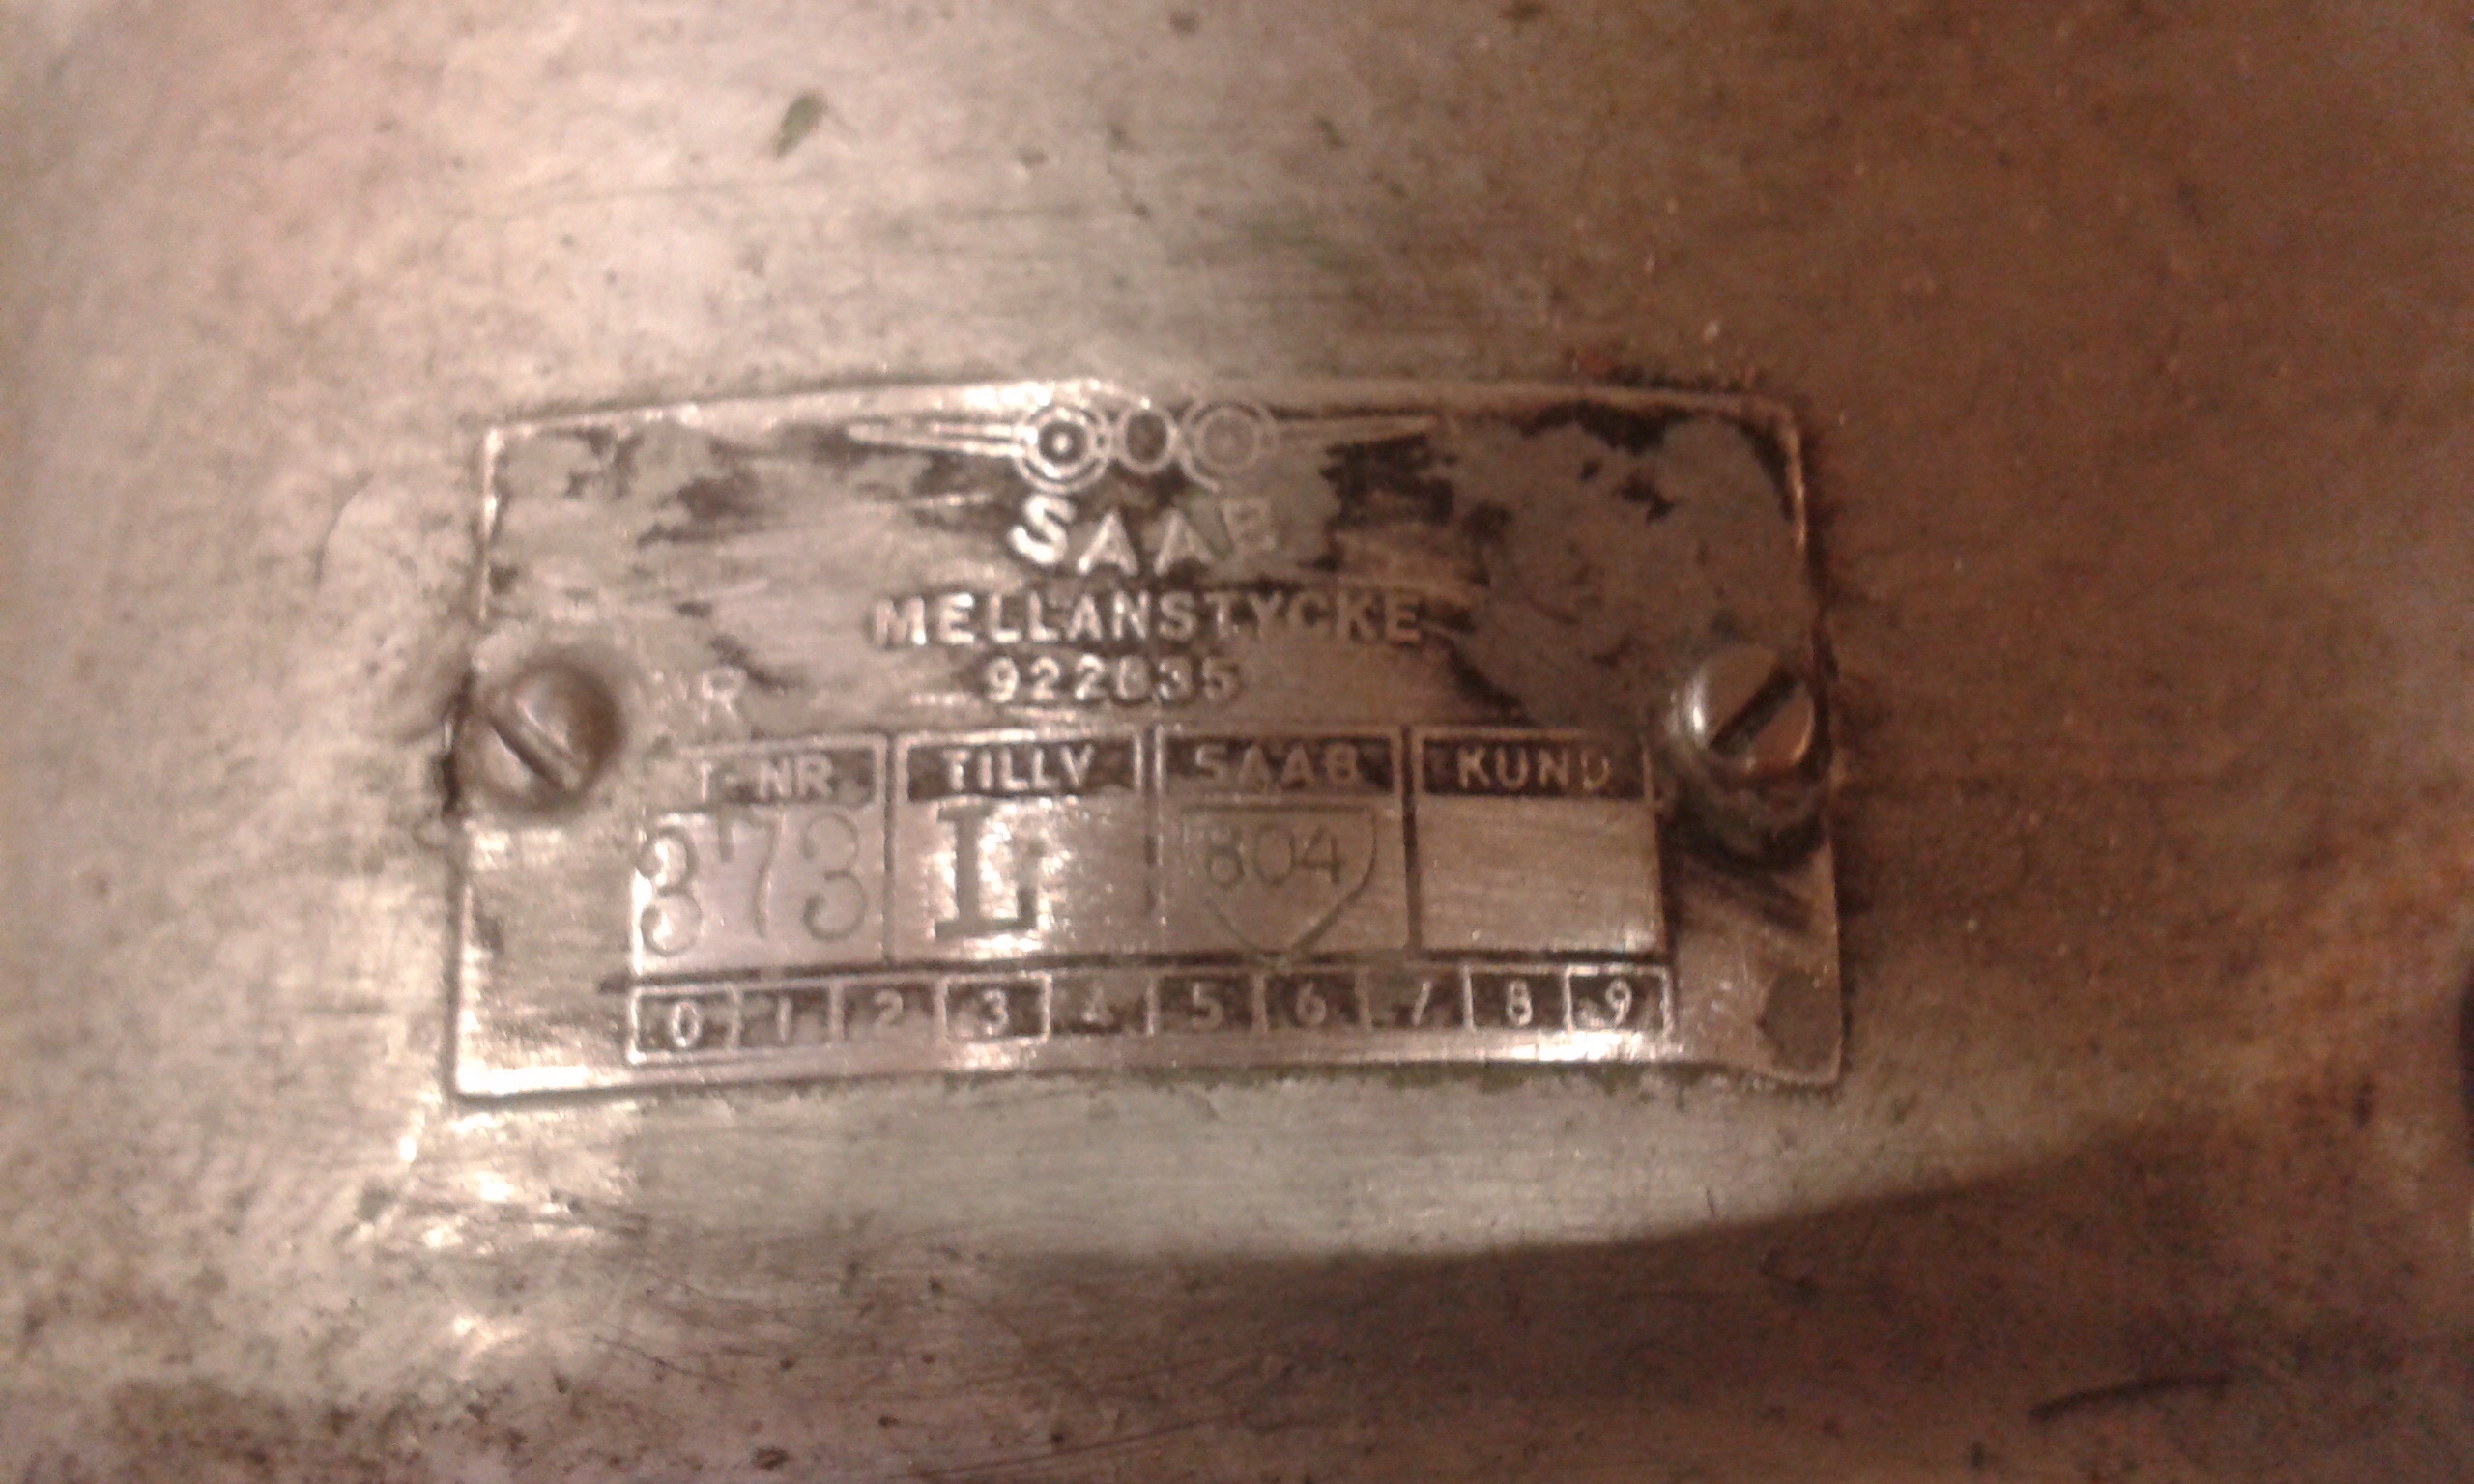 SAAB
MELLANSTYCKE
922835
R
T-NR TILLV SAAB KUND
373 L 804
0 1 2 3 4 5 6 7 8 9